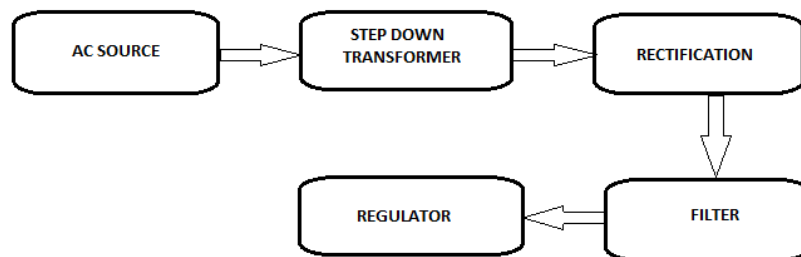 AC SOURCE
STEP DOWN
TRANSFORMER
RECTIFICATION
REGULATOR
FILTER